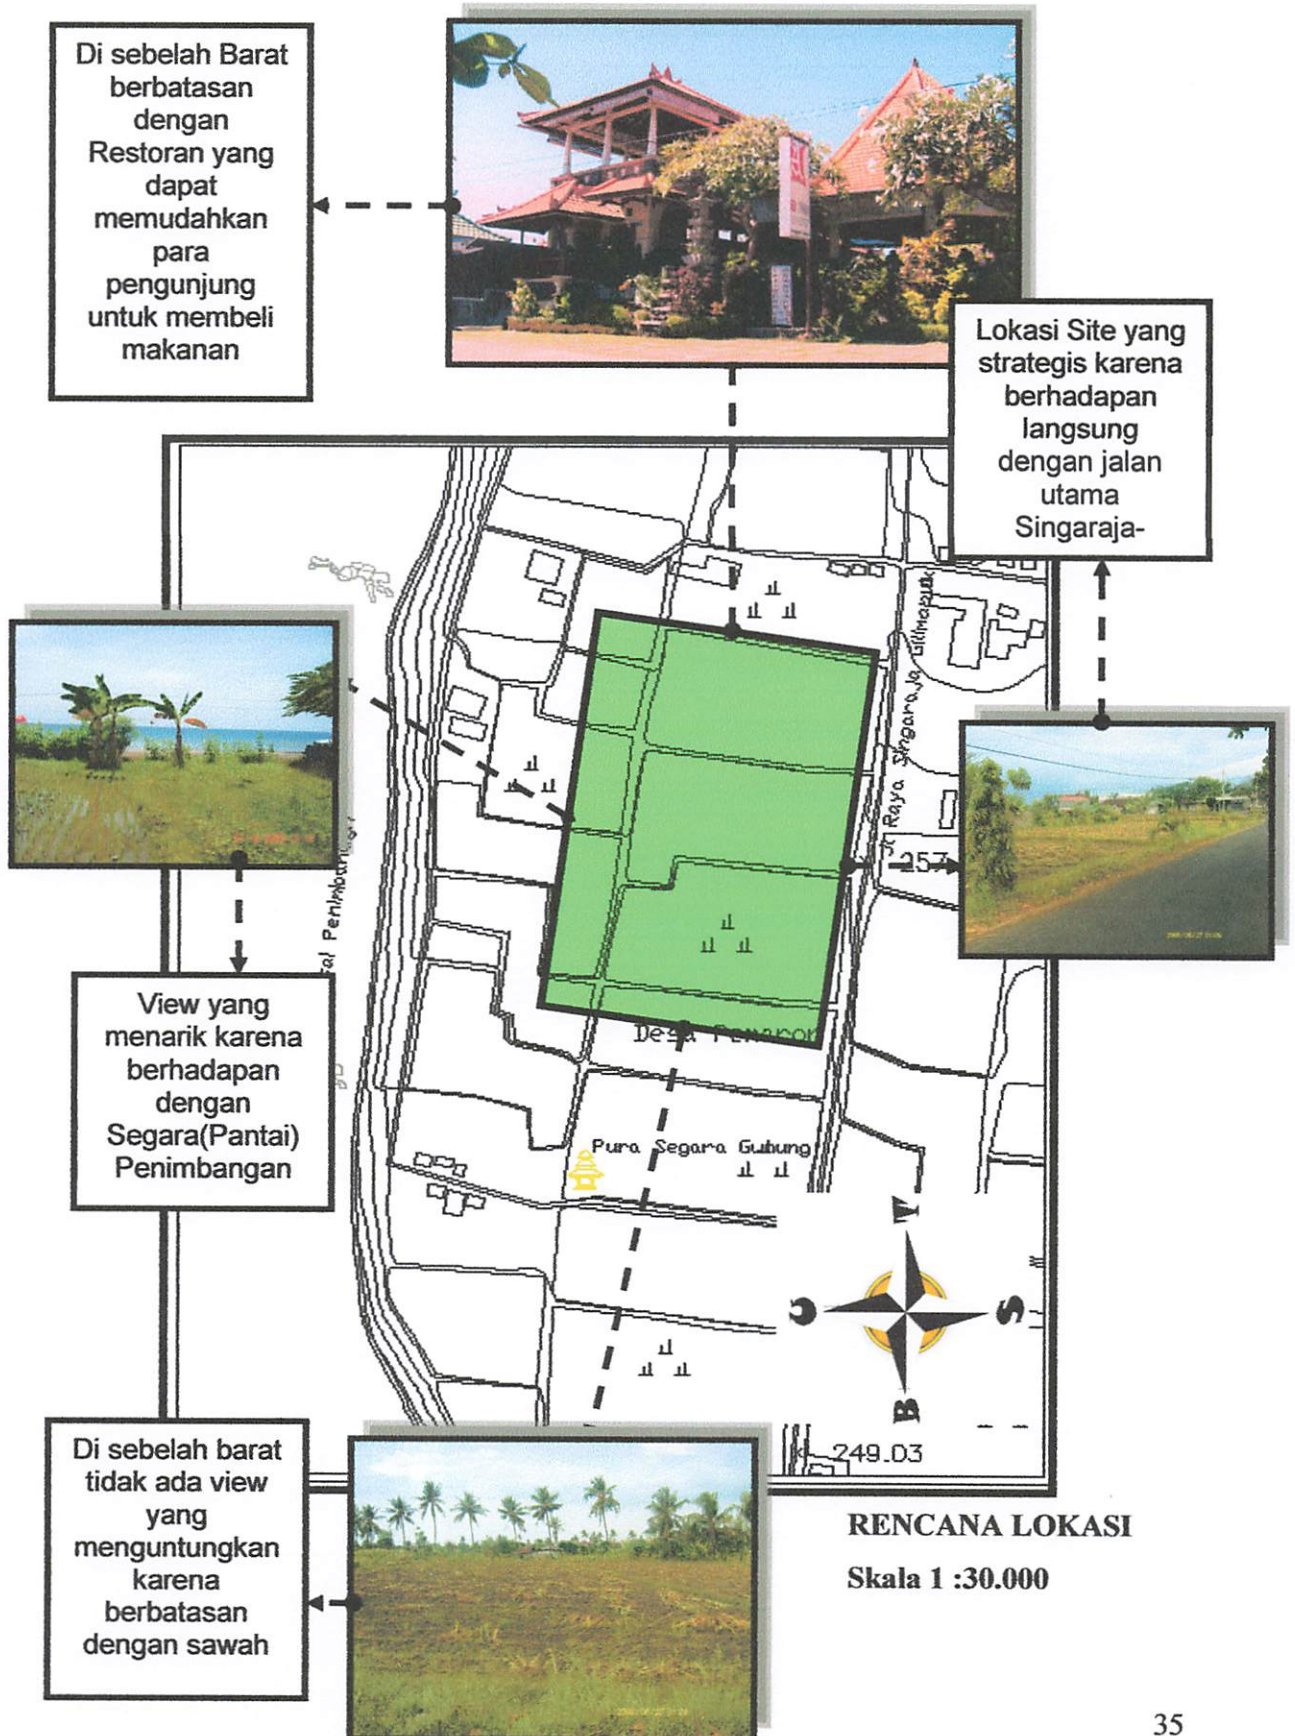 Di sebelah Barat
berbatasan
dengan
Restoran yang
dapat
memudahkan
para
pengunjung
untuk membeli
makanan
Lokasi Site yang
strategis karena
berhadapan
langsung
dengan jalan
utama
Singaraja-
Jl Raya Singaraja Gilimanuk
257
View yang
menarik karena
berhadapan
dengan
Segara(Pantai)
Penimbangan
Desa Pemaron
Pura Segara Gunung
T
U
S
B
249.03
Di sebelah barat
tidak ada view
yang
menguntungkan
karena
berbatasan
dengan sawah
RENCANA LOKASI
Skala 1 :30.000
35